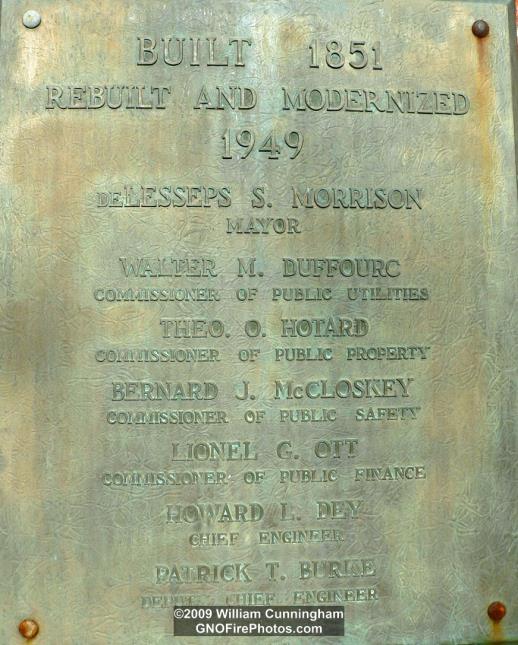 BUILT 1851
REBUILT AND MODERNIZED
1949
DELESSEPS S. MORRISON
MAYOR
WALTER M. DUFFOURC
COMMISSIONER OF PUBLIC UTILITIES
THEO. O. HOTARD
COMMISSIONER OF PUBLIC PROPERTY
BERNARD J. McCLOSKEY
COMMISSIONER OF PUBLIC SAFETY
LIONEL G. OTT
COMMISSIONER OF PUBLIC FINANCE
HOWARD L. DEY
CHIEF ENGINEER
PATRICK T. BURKE
CHIEF ENGINEER
©2009 William Cunningham
GNOFirePhotos.com